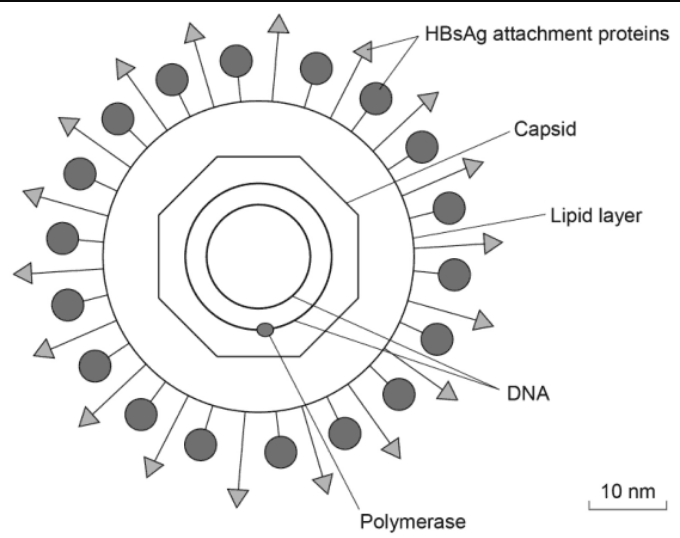 HBsAg attachment proteins
Capsid
Lipid layer
DNA
10 nm
Polymerase